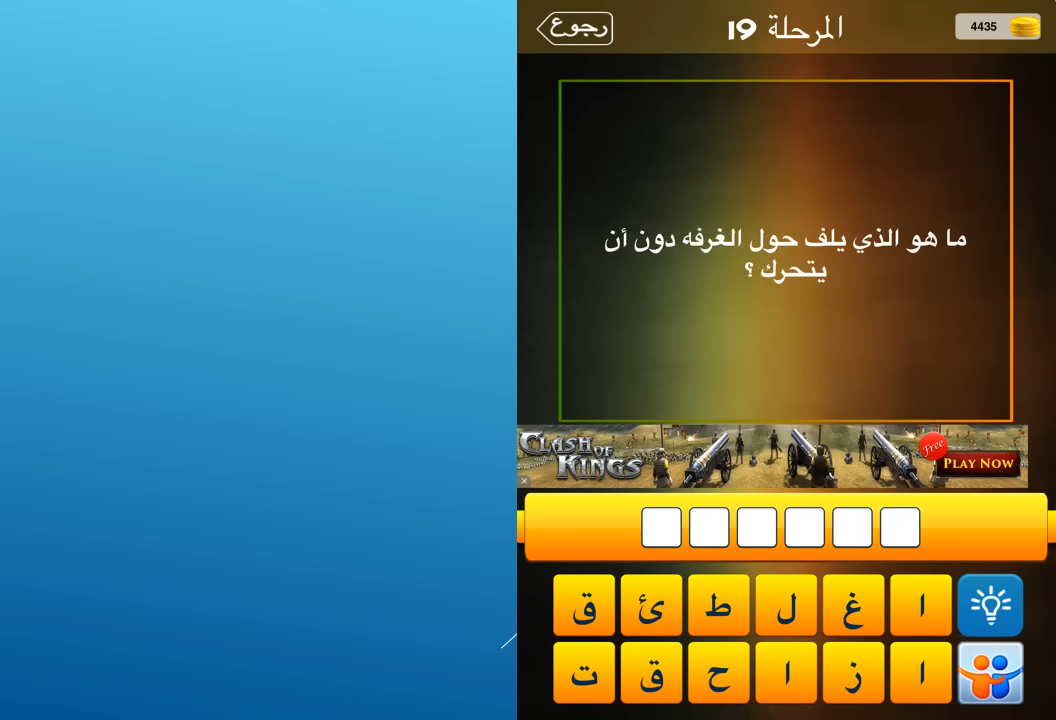 رجوع
المرحلة 19
4435
ما هو الذي يلف حول الغرفه دون أن
يتحرك ؟
CLASH OF KINGS
Free
PLAY NOW
ق ئ ط ل غ ا
ت ق ح ا ز ا